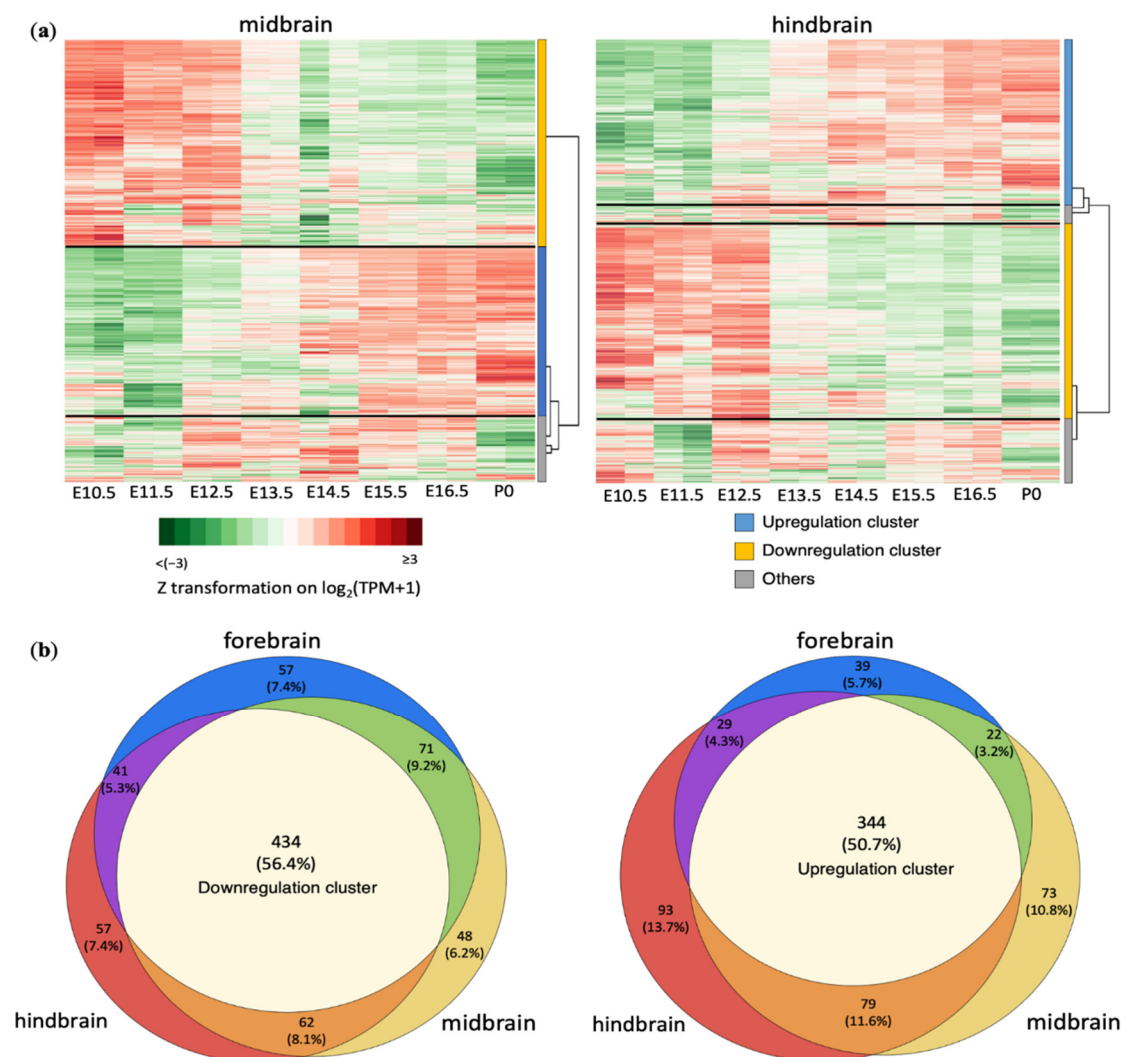 (a)
midbrain
hindbrain
E10.5 E11.5 E12.5 E13.5 E14.5 E15.5 E16.5 P0
E10.5 E11.5 E12.5 E13.5 E14.5 E15.5 E16.5 P0
<(−3)
≥3
Z transformation on log₂(TPM+1)
Upregulation cluster
Downregulation cluster
Others
(b)
forebrain
57
(7.4%)
71
(9.2%)
41
(5.3%)
434
(56.4%)
Downregulation cluster
57
(7.4%)
48
(6.2%)
62
(8.1%)
hindbrain
midbrain
forebrain
39
(5.7%)
29
(4.3%)
22
(3.2%)
344
(50.7%)
Upregulation cluster
93
(13.7%)
73
(10.8%)
79
(11.6%)
hindbrain
midbrain